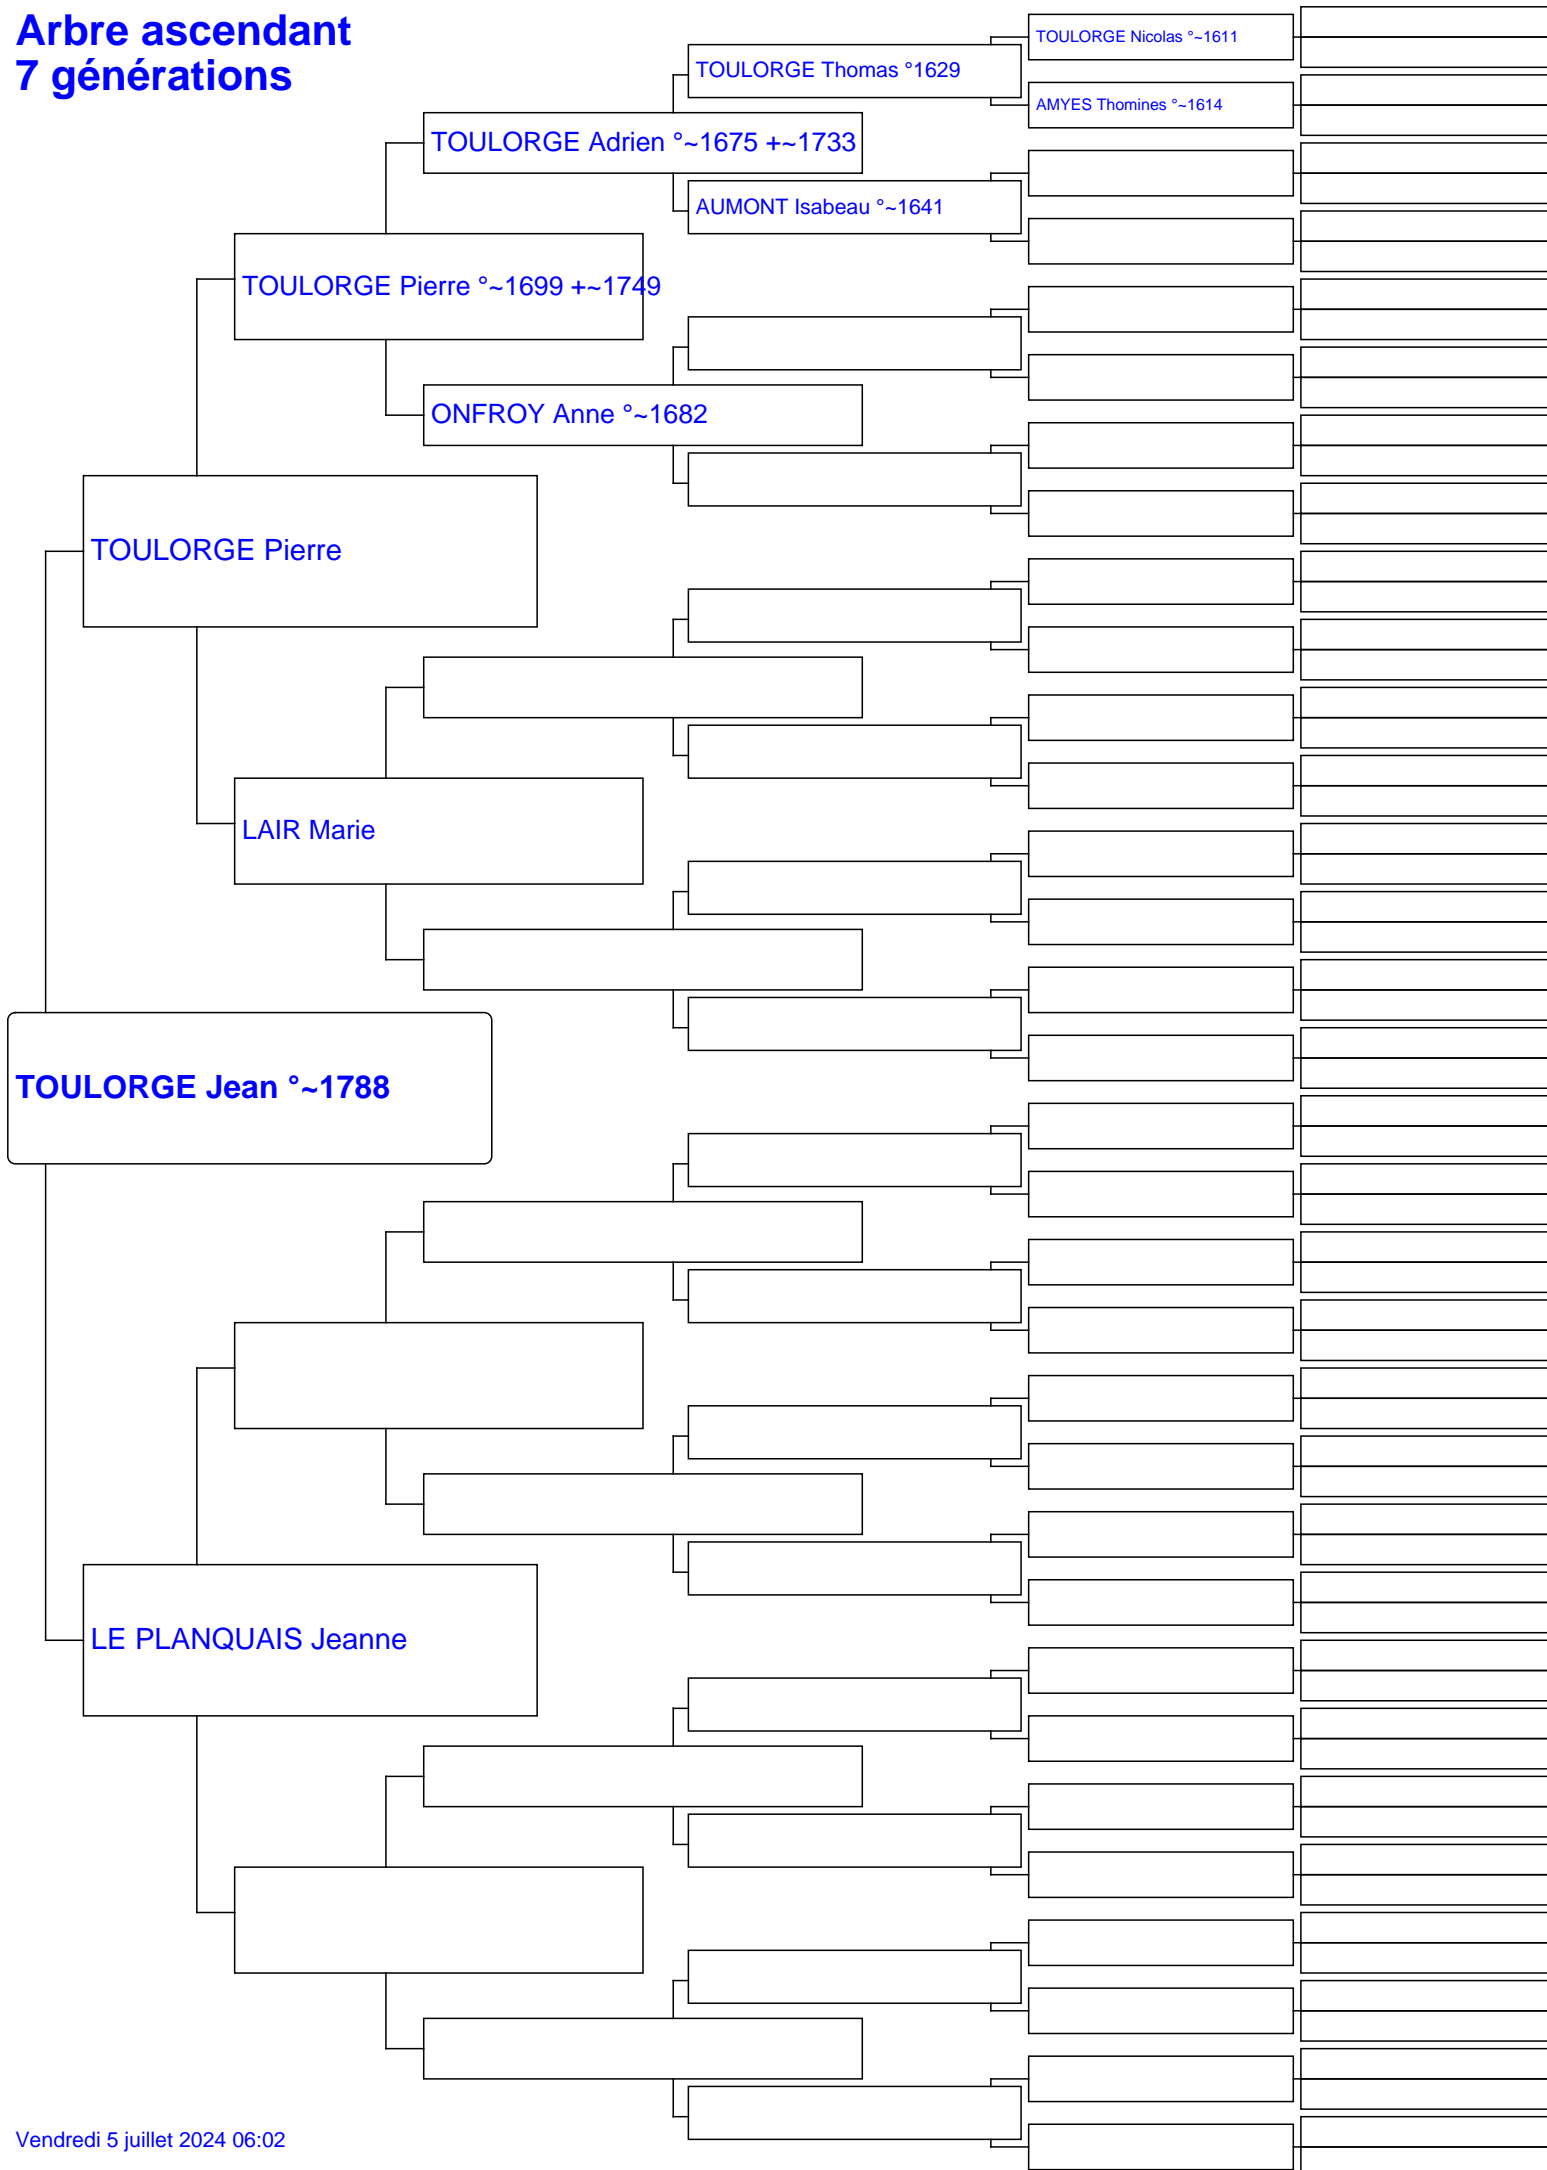 Arbre ascendant
7 générations
TOULORGE Nicolas °~1611
TOULORGE Thomas °1629
AMYES Thomines °~1614
TOULORGE Adrien °~1675 +~1733
AUMONT Isabeau °~1641
TOULORGE Pierre °~1699 +~1749
ONFROY Anne °~1682
TOULORGE Pierre
LAIR Marie
TOULORGE Jean °~1788
LE PLANQUAIS Jeanne
Vendredi 5 juillet 2024 06:02